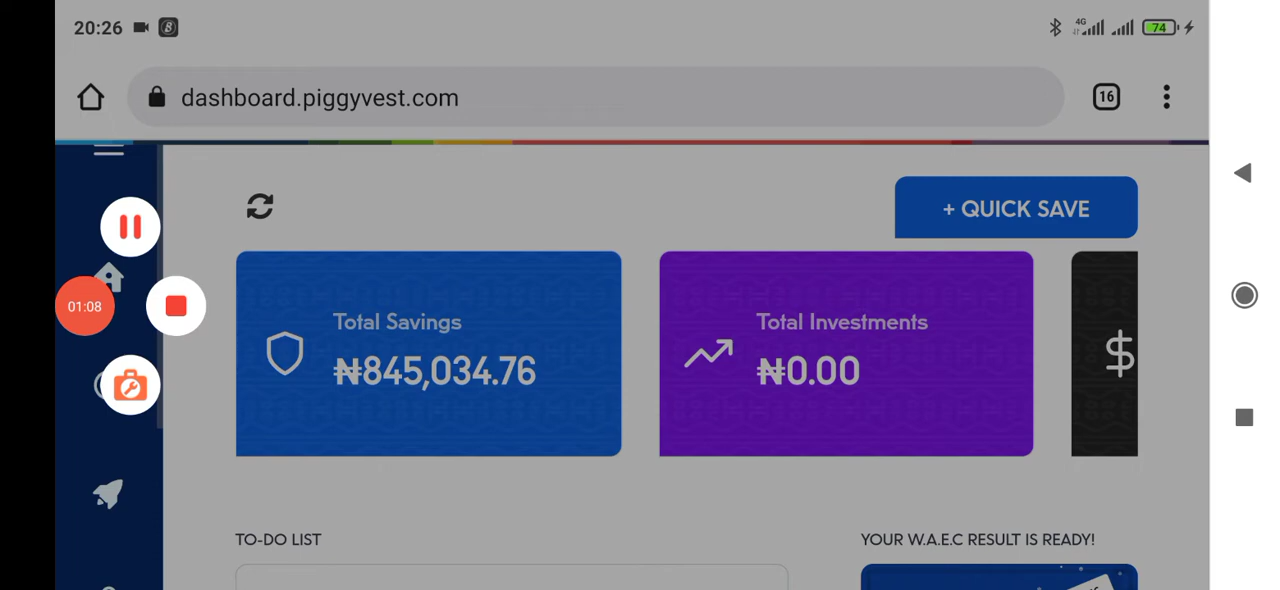 20:26
4G
74
dashboard.piggyvest.com
16
+ QUICK SAVE
01:08
Total Savings
₦845,034.76
Total Investments
₦0.00
$
TO-DO LIST
YOUR W.A.E.C RESULT IS READY!